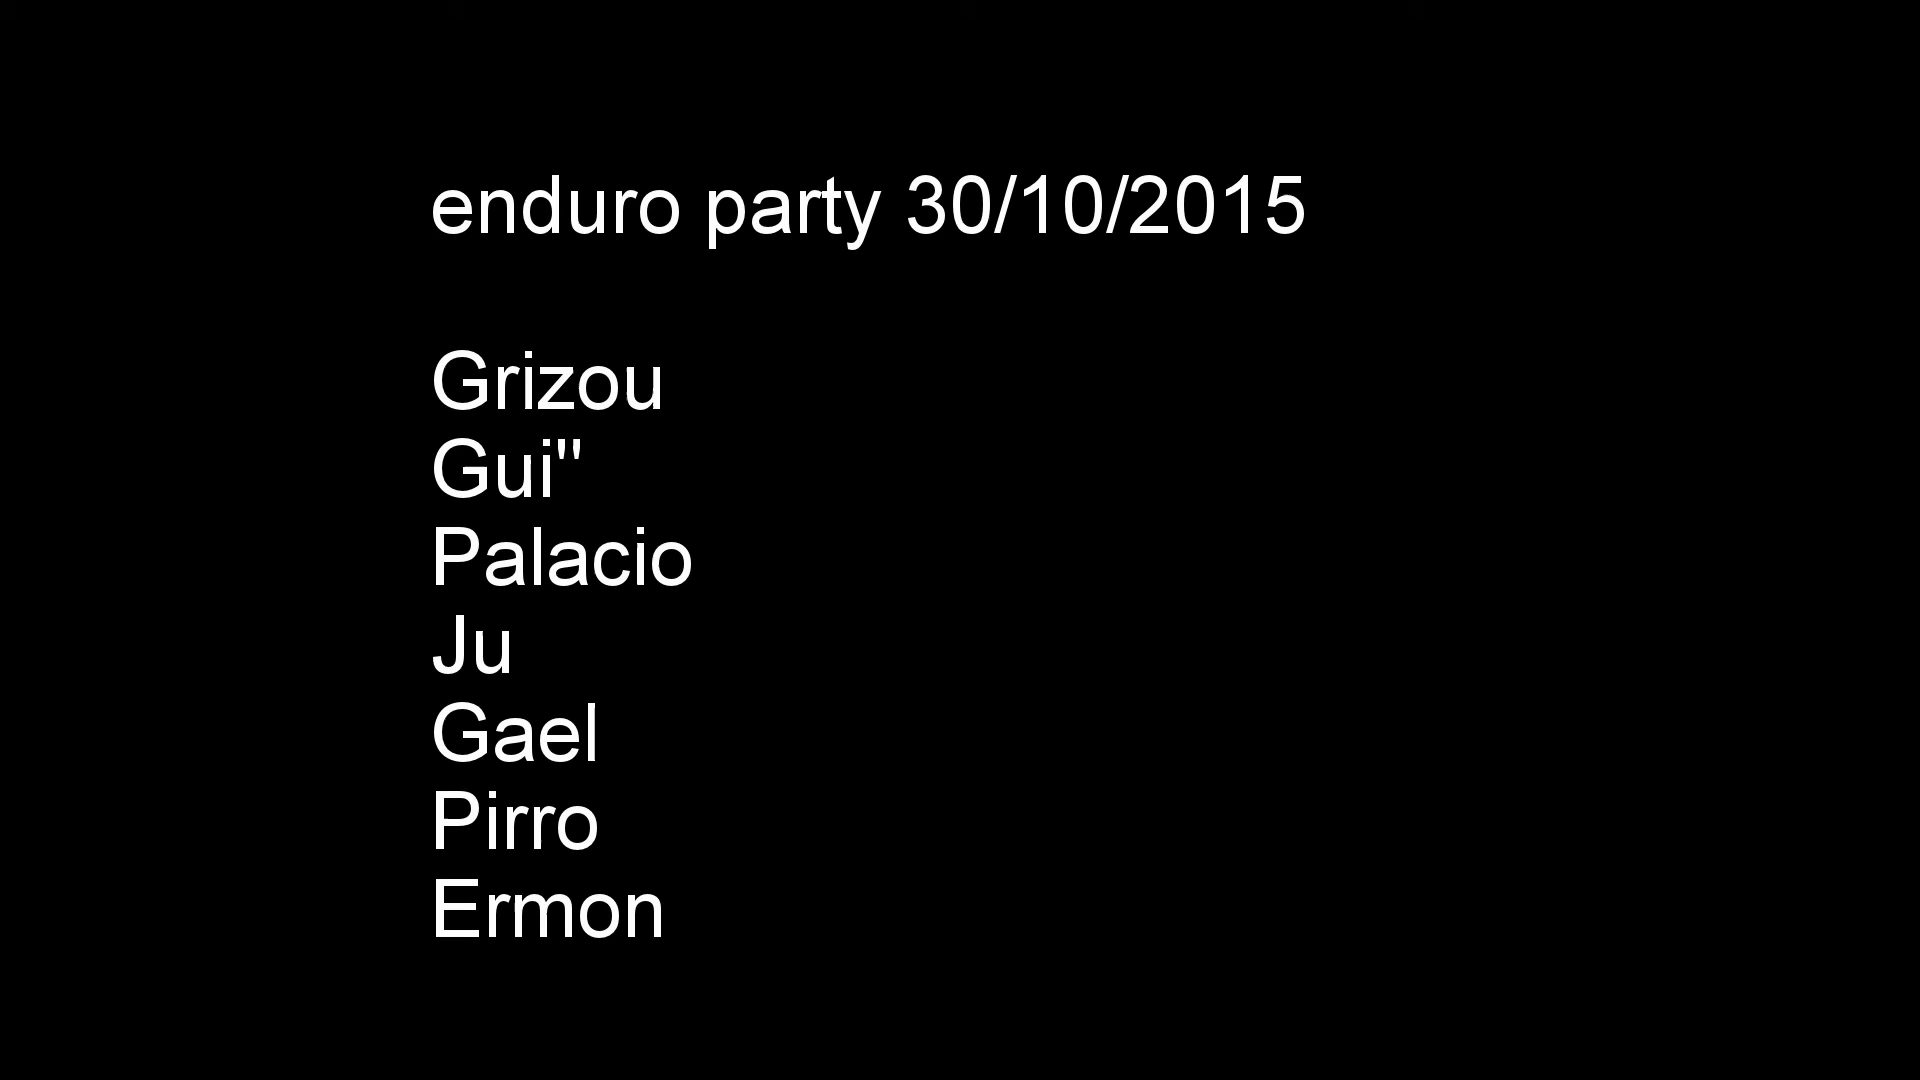 enduro party 30/10/2015
Grizou
Gui"
Palacio
Ju
Gael
Pirro
Ermon